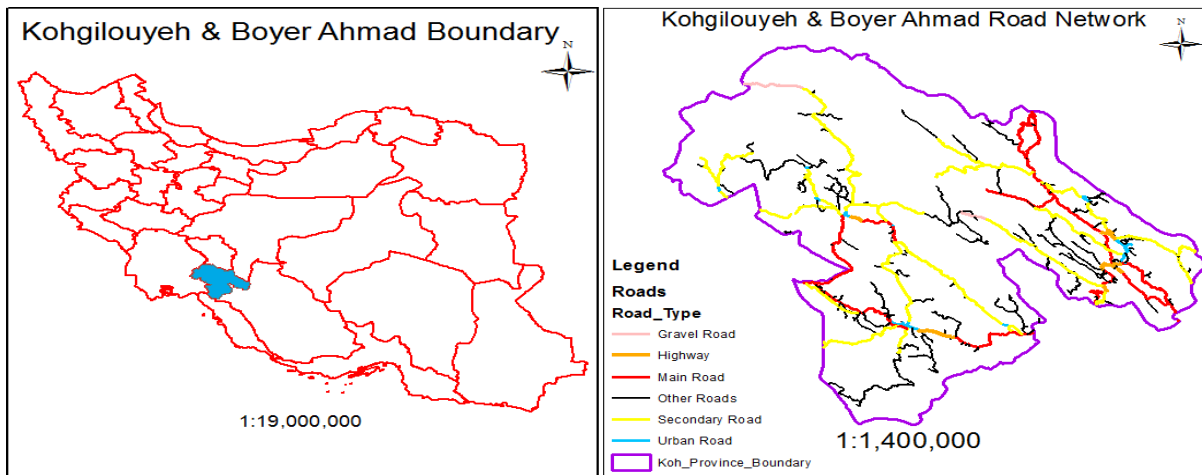 Kohgilouyeh & Boyer Ahmad Boundary
N
1:19,000,000
Kohgilouyeh & Boyer Ahmad Road Network
N
Legend
Roads
Road_Type
Gravel Road
Highway
Main Road
Other Roads
Secondary Road
Urban Road
Koh_Province_Boundary
1:1,400,000